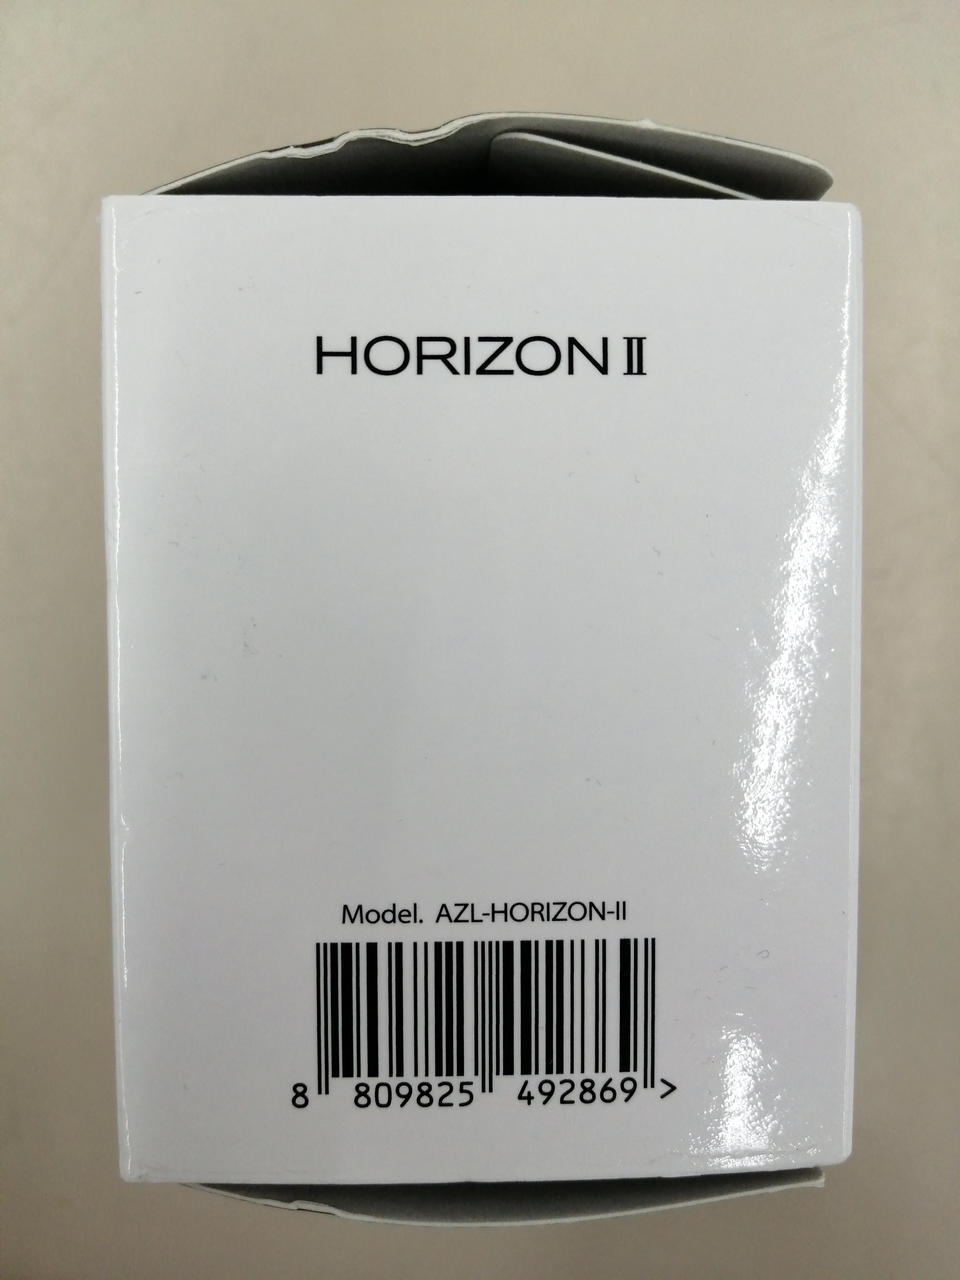 HORIZON II
Model. AZL-HORIZON-II
8 809825 492869 >